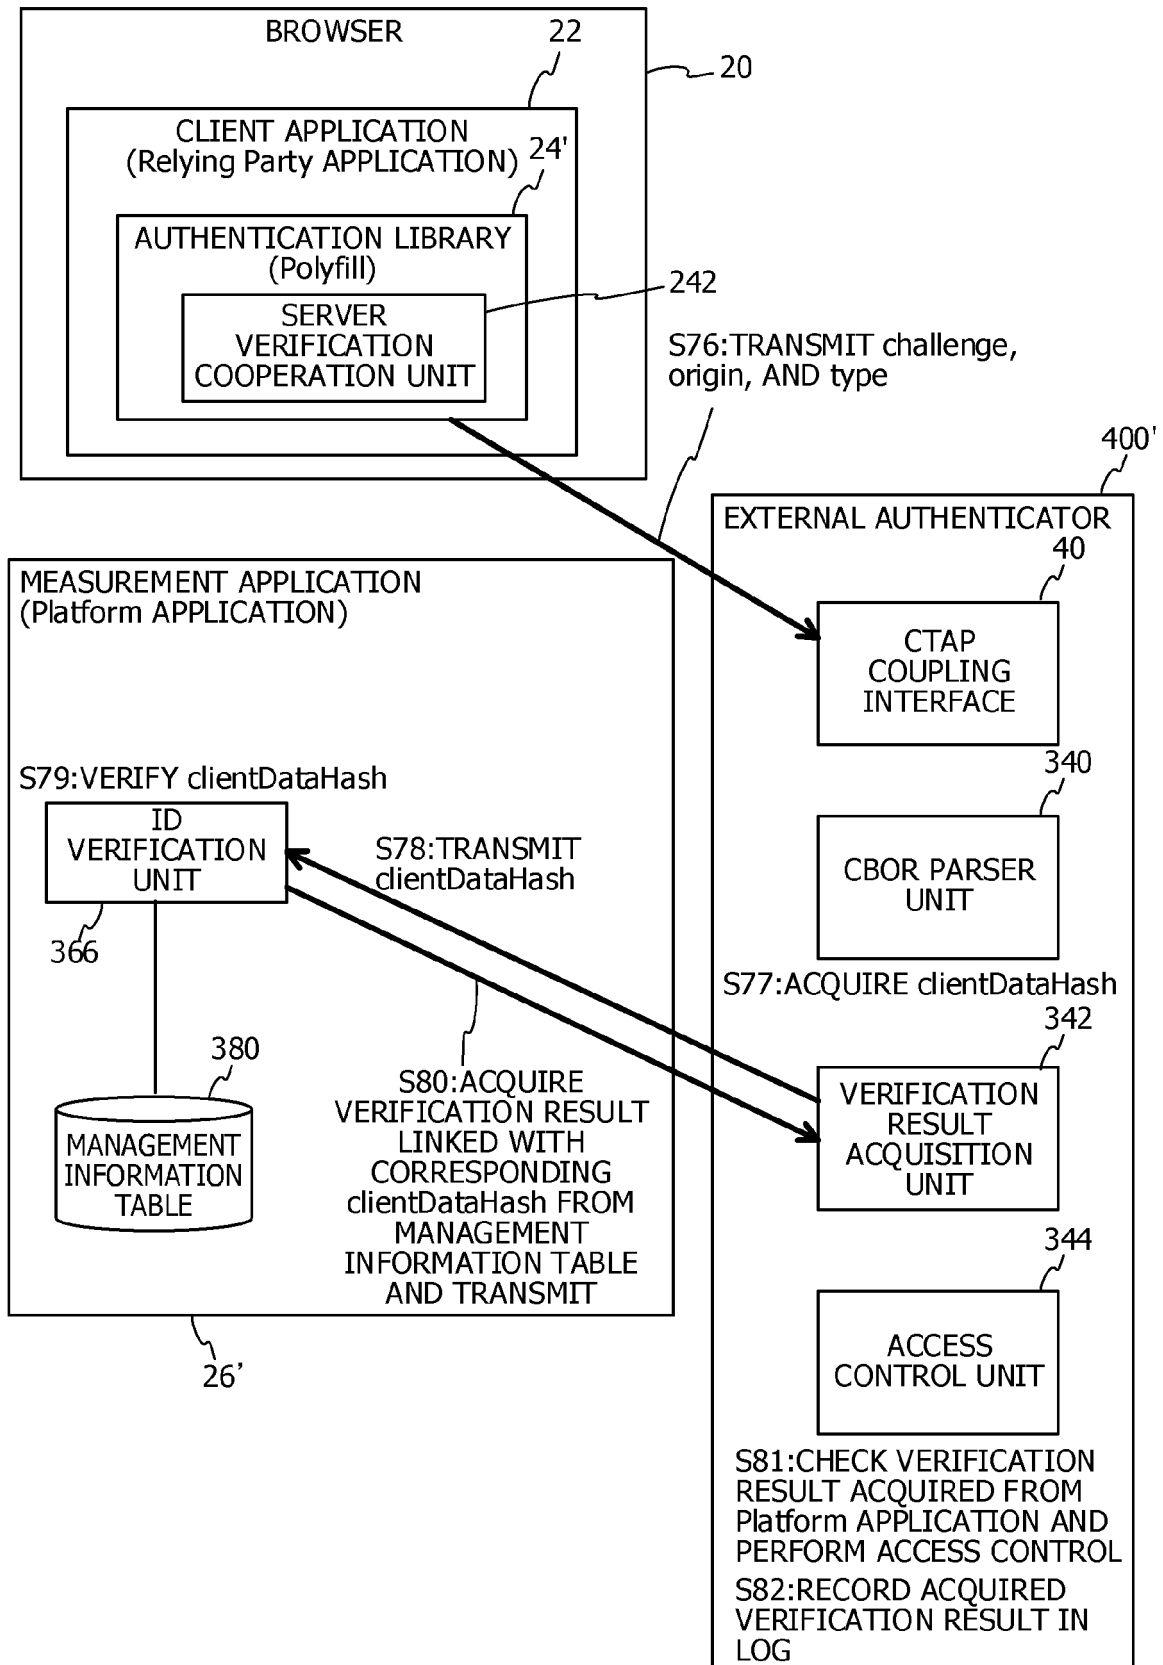 BROWSER
22
20
CLIENT APPLICATION
(Relying Party APPLICATION)
24'
AUTHENTICATION LIBRARY
(Polyfill)
242
SERVER
VERIFICATION
COOPERATION UNIT
S76:TRANSMIT challenge,
origin, AND type
400'
EXTERNAL AUTHENTICATOR
40
CTAP
COUPLING
INTERFACE
MEASUREMENT APPLICATION
(Platform APPLICATION)
340
CBOR PARSER
UNIT
S79:VERIFY clientDataHash
ID
VERIFICATION
UNIT
366
S78:TRANSMIT
clientDataHash
S77:ACQUIRE clientDataHash
342
VERIFICATION
RESULT
ACQUISITION
UNIT
380
MANAGEMENT
INFORMATION
TABLE
S80:ACQUIRE
VERIFICATION RESULT
LINKED WITH
CORRESPONDING
clientDataHash FROM
MANAGEMENT
INFORMATION TABLE
AND TRANSMIT
26’
344
ACCESS
CONTROL UNIT
S81:CHECK VERIFICATION
RESULT ACQUIRED FROM
Platform APPLICATION AND
PERFORM ACCESS CONTROL
S82:RECORD ACQUIRED
VERIFICATION RESULT IN
LOG